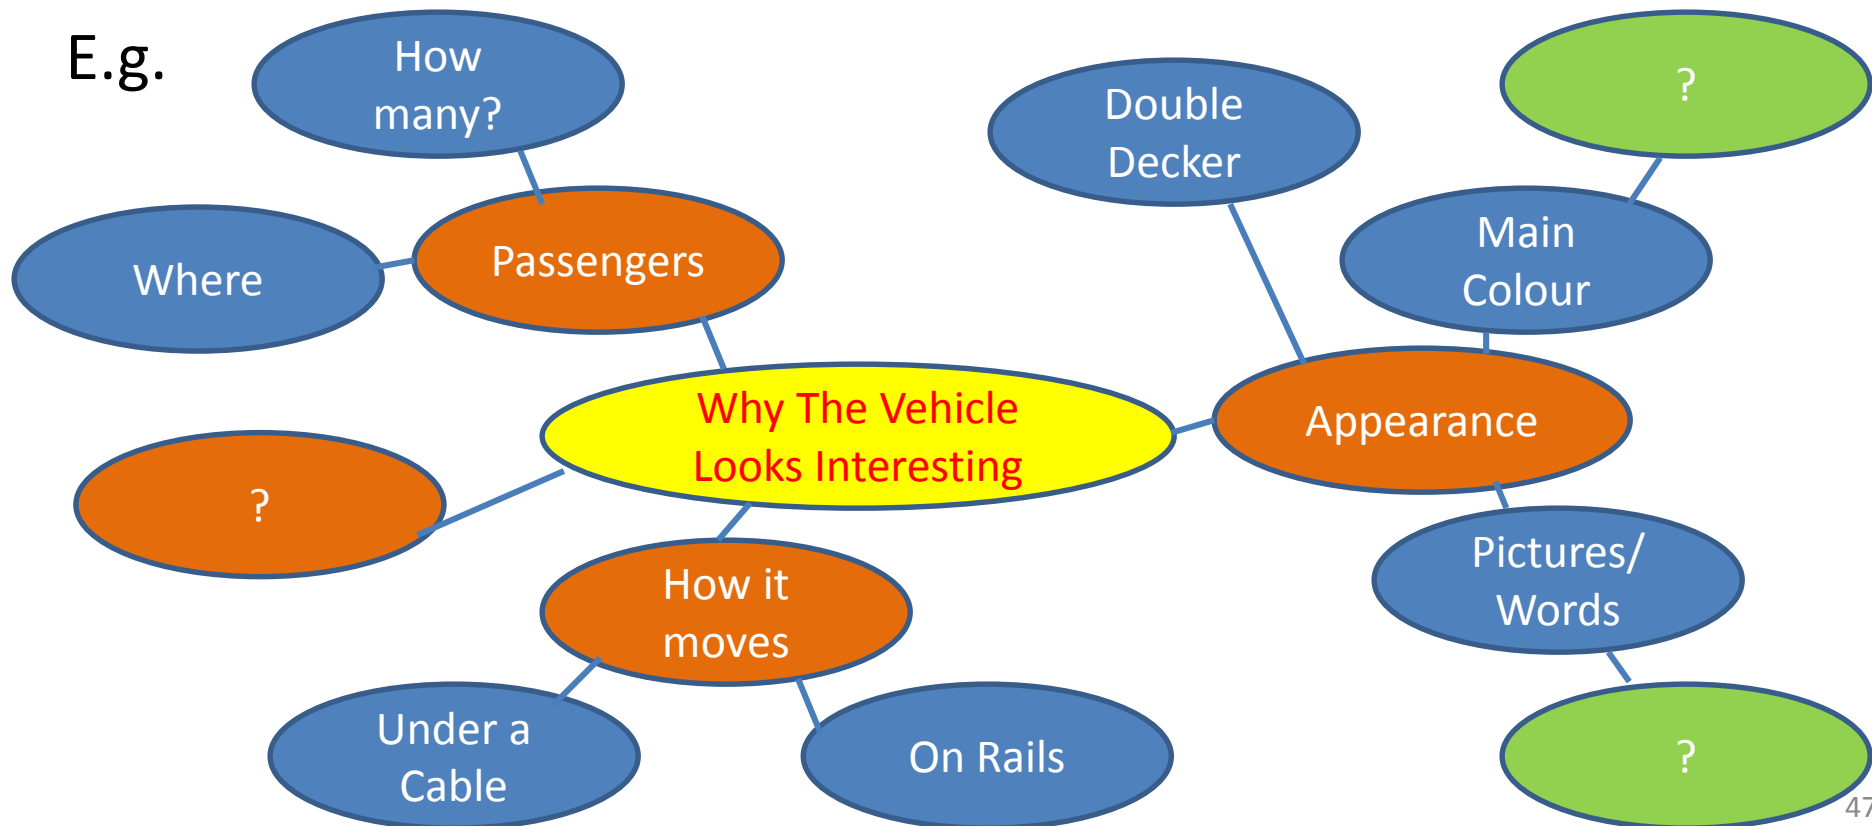 E.g.
How
many?
Double
Decker
?
Where
Passengers
Main
Colour
Why The Vehicle
Looks Interesting
Appearance
?
How it
moves
Pictures/
Words
Under a
Cable
On Rails
?
47